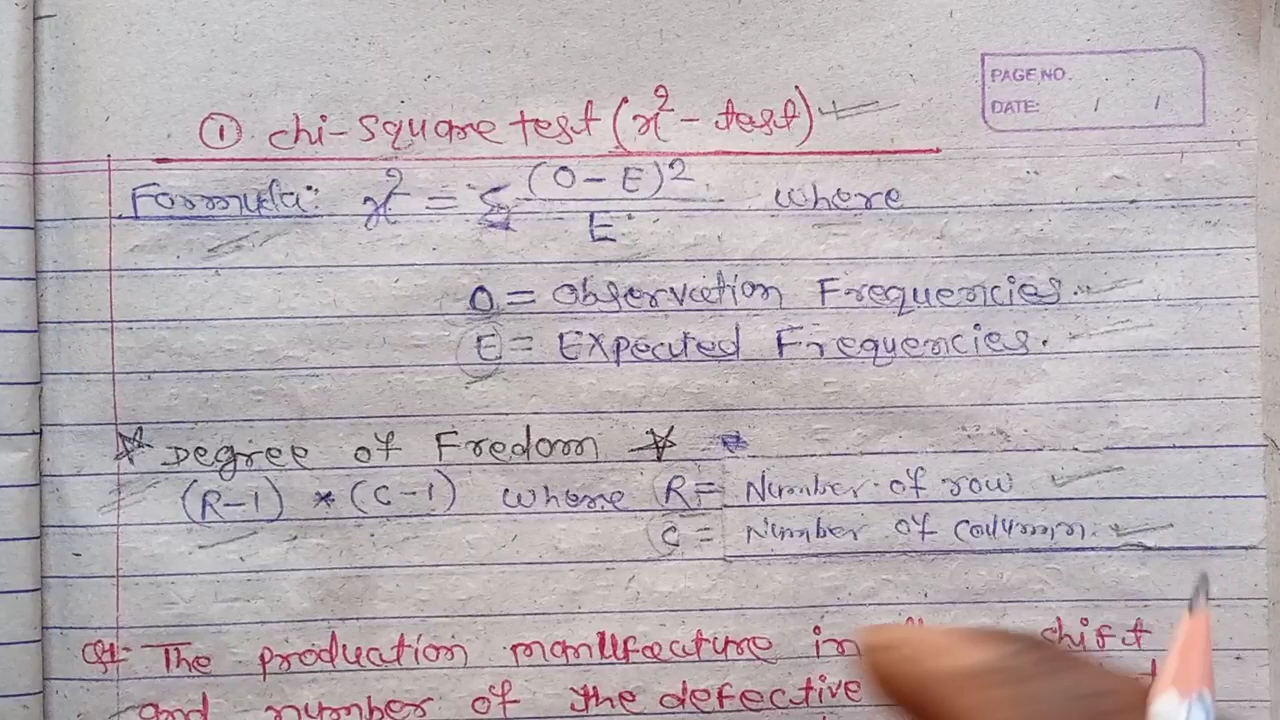 PAGE NO.
DATE: / /
① chi-square test (x² - test)
Formula: x² = Σ (O - E)² / E where
O = Observation Frequencies.
E = Expected Frequencies.
☆ Degree of Fredom ☆
(R-1) * (C-1) where R = Number of row
C = Number of column.
Q1- The production manufacture in shift
and number of the defective